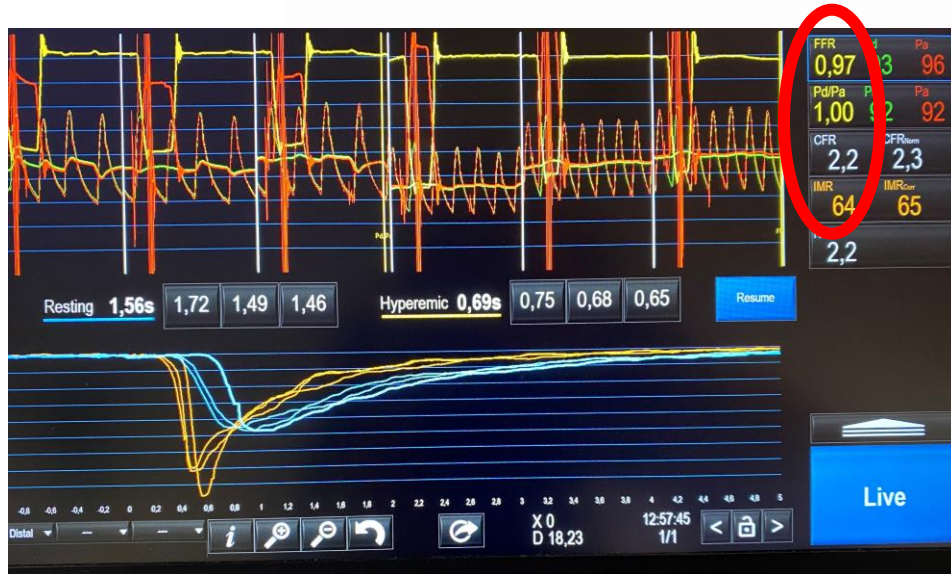 FFR Pa
0,97 93 96
Pd/Pa Pa
1,00 92 92
CFR CFRNorm
2,2 2,3
IMR IMRCorr
64 65
2,2
Resting 1,56s 1,72 1,49 1,46 Hyperemic 0,69s 0,75 0,68 0,65 Resume
-0,8 -0,6 -0,4 -0,2 0 0,2 0,4 0,6 0,8 1 1,2 1,4 1,6 1,8 2 2,2 2,4 2,6 2,8 3 3,2 3,4 3,6 3,8 4 4,2 4,4 4,6 4,8 5
Live
Distal -- -- i X 0 12:57:45 < >
D 18,23 1/1